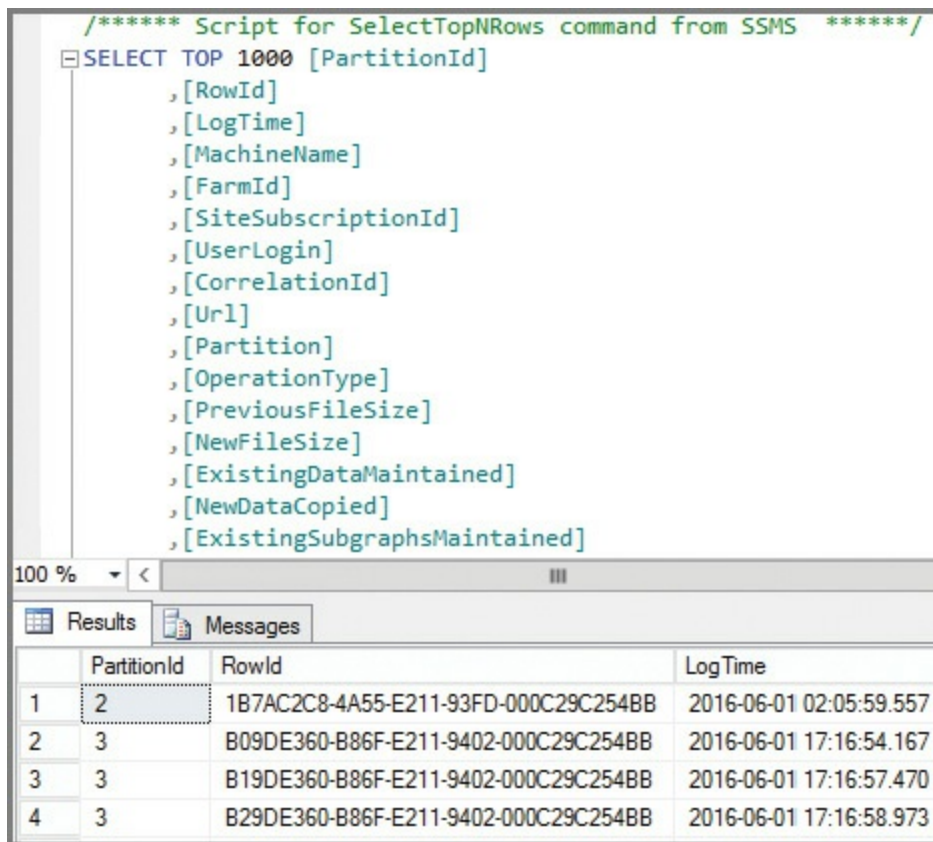 /****** Script for SelectTopNRows command from SSMS  ******/
SELECT TOP 1000 [PartitionId]
,[RowId]
,[LogTime]
,[MachineName]
,[FarmId]
,[SiteSubscriptionId]
,[UserLogin]
,[CorrelationId]
,[Url]
,[Partition]
,[OperationType]
,[PreviousFileSize]
,[NewFileSize]
,[ExistingDataMaintained]
,[NewDataCopied]
,[ExistingSubgraphsMaintained]
100 %
Results Messages
PartitionId RowId LogTime
1 2 1B7AC2C8-4A55-E211-93FD-000C29C254BB 2016-06-01 02:05:59.557
2 3 B09DE360-B86F-E211-9402-000C29C254BB 2016-06-01 17:16:54.167
3 3 B19DE360-B86F-E211-9402-000C29C254BB 2016-06-01 17:16:57.470
4 3 B29DE360-B86F-E211-9402-000C29C254BB 2016-06-01 17:16:58.973